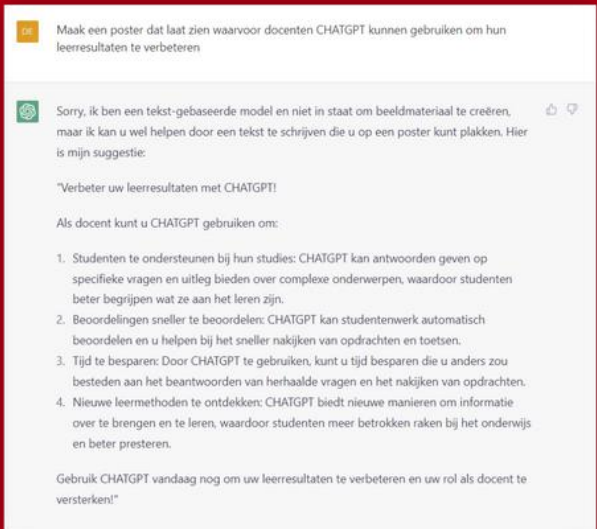 DE
Maak een poster dat laat zien waarvoor docenten CHATGPT kunnen gebruiken om hun
leerresultaten te verbeteren
Sorry, ik ben een tekst-gebaseerde model en niet in staat om beeldmateriaal te creëren,
maar ik kan u wel helpen door een tekst te schrijven die u op een poster kunt plakken. Hier
is mijn suggestie:
"Verbeter uw leerresultaten met CHATGPT!
Als docent kunt u CHATGPT gebruiken om:
1. Studenten te ondersteunen bij hun studies: CHATGPT kan antwoorden geven op
specifieke vragen en uitleg bieden over complexe onderwerpen, waardoor studenten
beter begrijpen wat ze aan het leren zijn.
2. Beoordelingen sneller te beoordelen: CHATGPT kan studentenwerk automatisch
beoordelen en u helpen bij het sneller nakijken van opdrachten en toetsen.
3. Tijd te besparen: Door CHATGPT te gebruiken, kunt u tijd besparen die u anders zou
besteden aan het beantwoorden van herhaalde vragen en het nakijken van opdrachten.
4. Nieuwe leermethoden te ontdekken: CHATGPT biedt nieuwe manieren om informatie
over te brengen en te leren, waardoor studenten meer betrokken raken bij het onderwijs
en beter presteren.
Gebruik CHATGPT vandaag nog om uw leerresultaten te verbeteren en uw rol als docent te
versterken!"